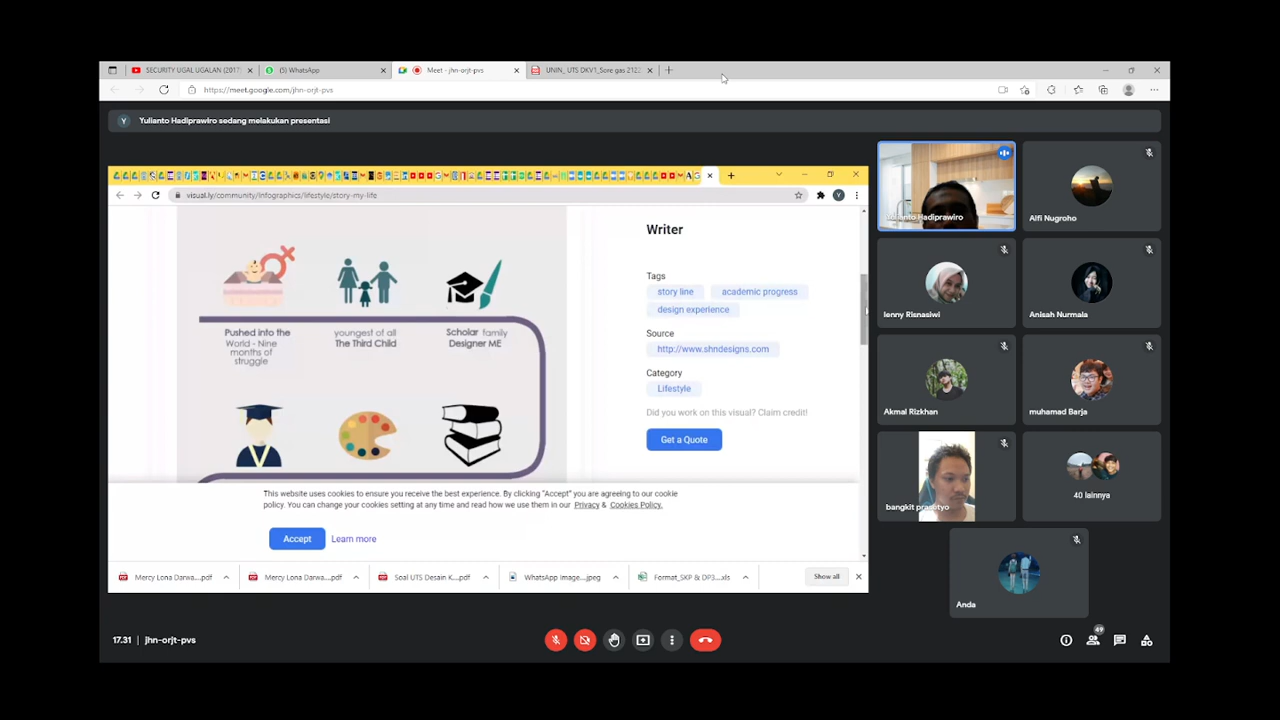 SECURITY UGAL UGALAN (2017)
(5) WhatsApp
Meet - jhn-orjt-pvs
UNIN_ UTS DKV1_Sore gas 2122
https://meet.google.com/jhn-orjt-pvs
Y
Yulianto Hadiprawiro sedang melakukan presentasi
visual.ly/community/Infographics/lifestyle/story-my-life
Y
Pushed into the
World - Nine
months of
struggle
youngest of all
The Third Child
Scholar family
Designer ME
Writer
Tags
story line
academic progress
design experience
Source
http://www.shndesigns.com
Category
Lifestyle
Did you work on this visual? Claim credit!
Get a Quote
This website uses cookies to ensure you receive the best experience. By clicking "Accept" you are agreeing to our cookie
policy. You can change your cookies setting at any time and read how we use them in our Privacy & Cookies Policy.
Accept
Learn more
Mercy Lona Darwa....pdf
Mercy Lona Darwa....pdf
Soal UTS Desain K....pdf
WhatsApp Image....jpeg
Format_SKP & DP3....xls
Show all
Yulianto Hadiprawiro
Alfi Nugroho
Ienny Risnasiwi
Anisah Nurmala
Akmal Rizkhan
muhamad Barja
bangkit prasetyo
40 lainnya
Anda
17.31
jhn-orjt-pvs
49